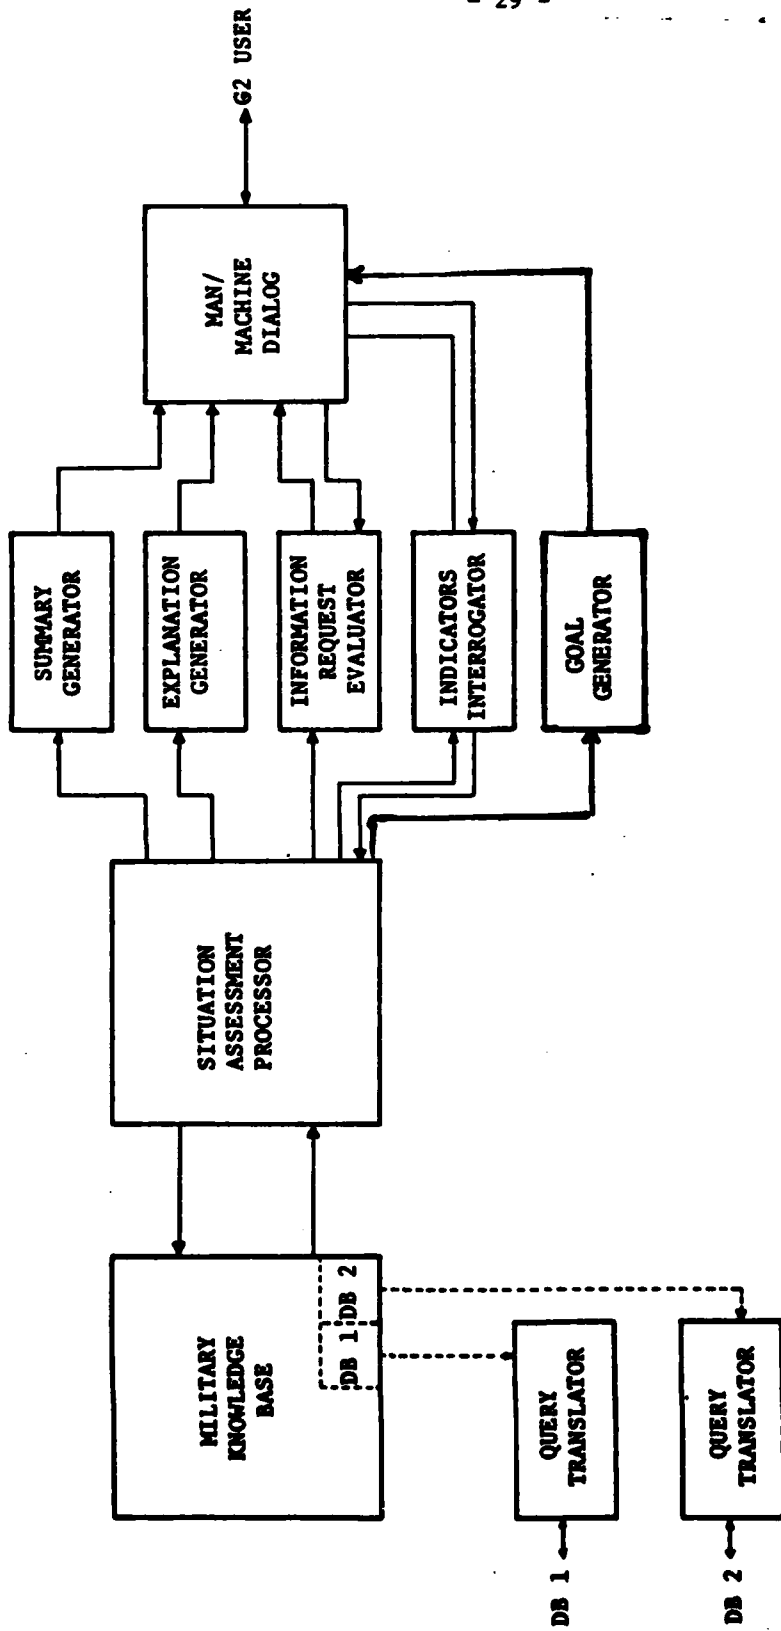 - 29 -
G2 USER
MAN/
MACHINE
DIALOG
SUMMARY
GENERATOR
EXPLANATION
GENERATOR
INFORMATION
REQUEST
EVALUATOR
INDICATORS
INTERROGATOR
GOAL
GENERATOR
SITUATION
ASSESSMENT
PROCESSOR
MILITARY
KNOWLEDGE
BASE
DB 1
DB 2
QUERY
TRANSLATOR
QUERY
TRANSLATOR
DB 1
DB 2